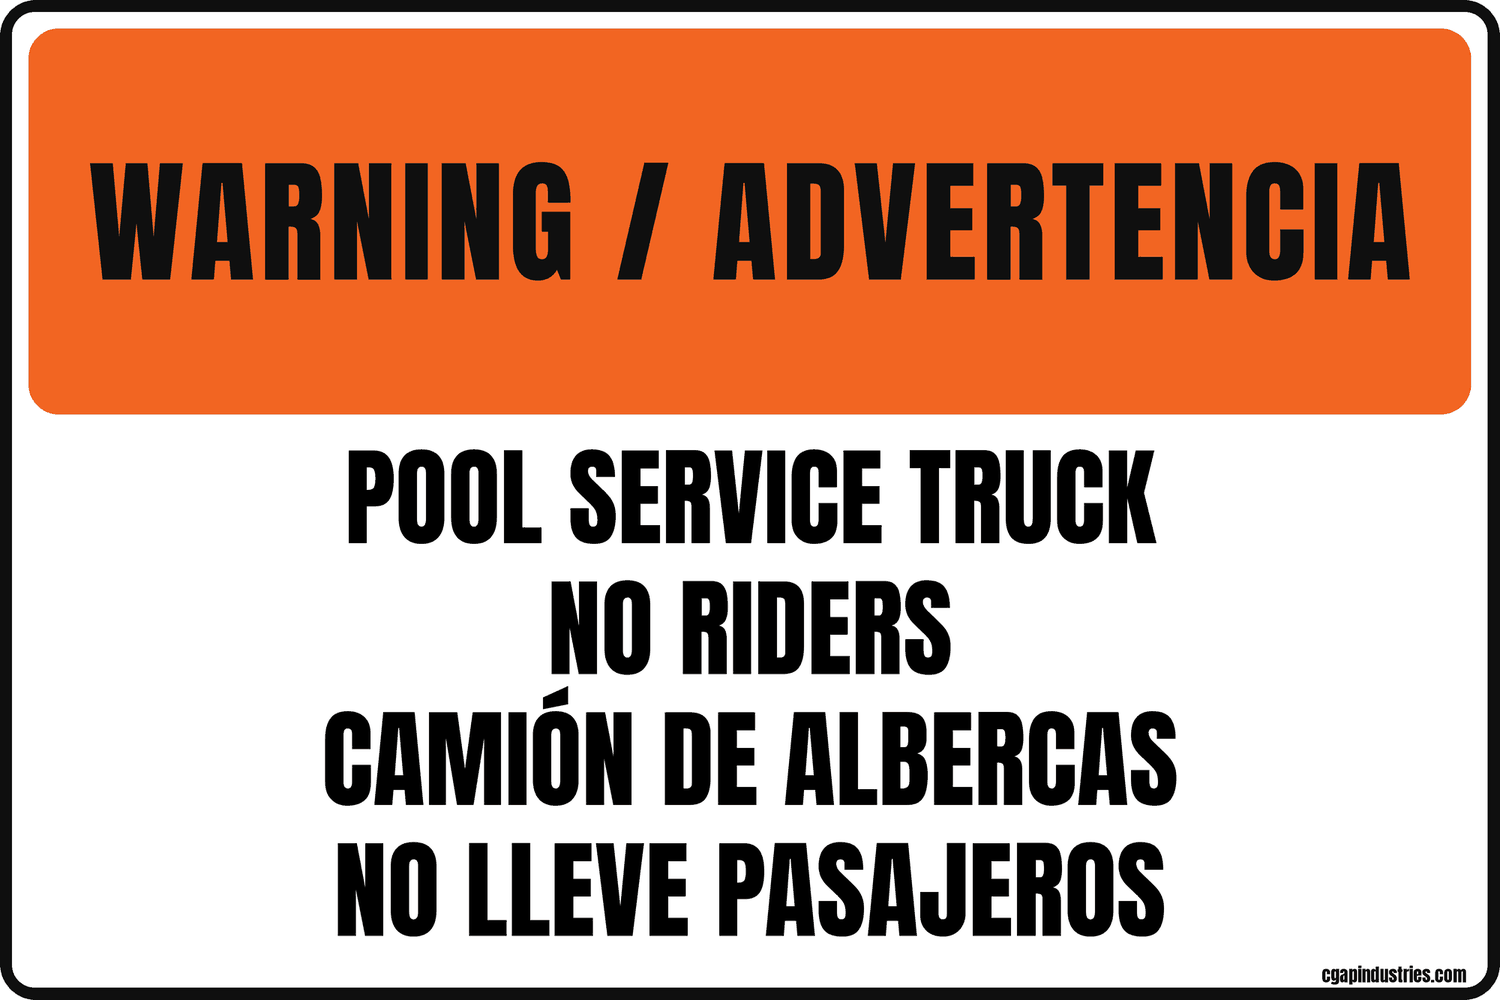 WARNING / ADVERTENCIA
POOL SERVICE TRUCK
NO RIDERS
CAMIÓN DE ALBERCAS
NO LLEVE PASAJEROS
cgapindustries.com